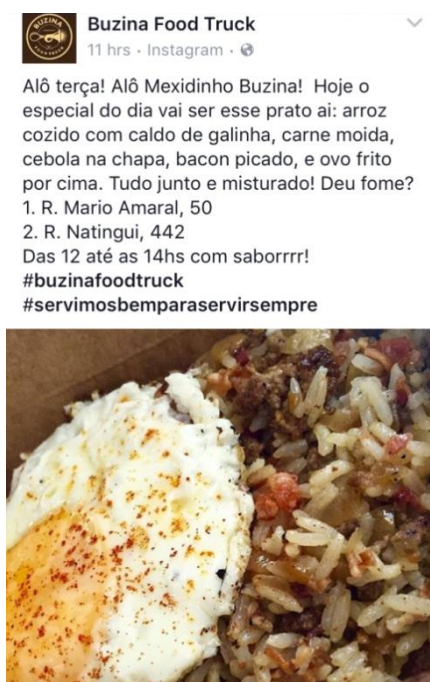 BUZINA
FOOD TRUCK
Buzina Food Truck
11 hrs · Instagram ·
Alô terça! Alô Mexidinho Buzina! Hoje o
especial do dia vai ser esse prato ai: arroz
cozido com caldo de galinha, carne moida,
cebola na chapa, bacon picado, e ovo frito
por cima. Tudo junto e misturado! Deu fome?
1. R. Mario Amaral, 50
2. R. Natingui, 442
Das 12 até as 14hs com saborrrr!
#buzinafoodtruck
#servimosbemparaservirsempre